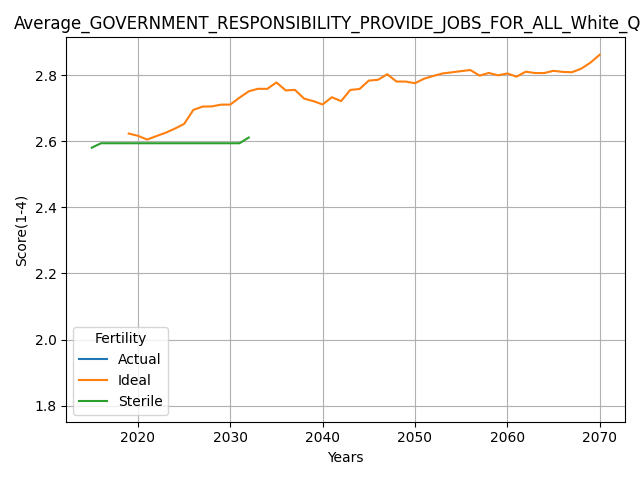 Average_GOVERNMENT_RESPONSIBILITY_PROVIDE_JOBS_FOR_ALL_White_Q
2.8
2.6
2.4
2.2
2.0
1.8
Score(1-4)
Fertility
Actual
Ideal
Sterile
2020 2030 2040 2050 2060 2070
Years